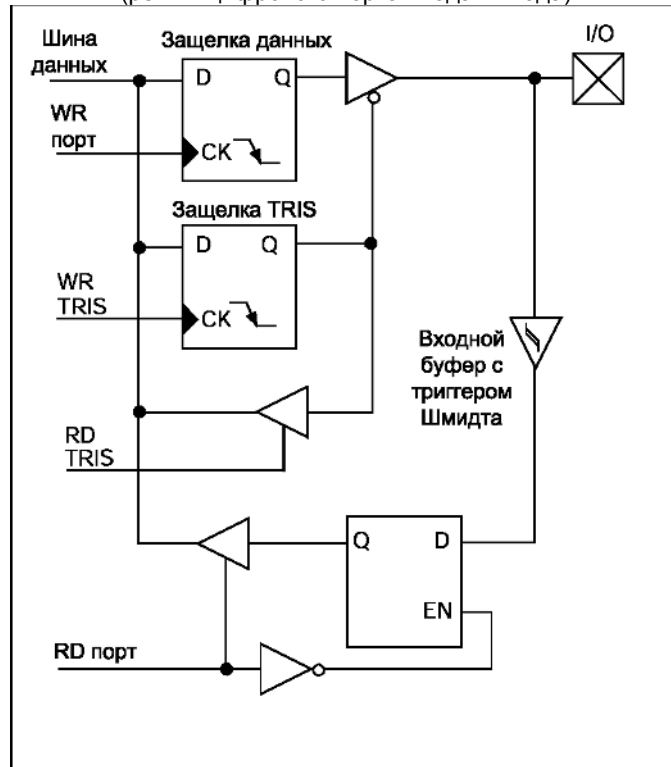 Шина
данных
Защелка данных
I/O
D
Q
WR
порт
CK
Защелка TRIS
D
Q
WR
TRIS
CK
Входной
буфер с
триггером
Шмидта
RD
TRIS
Q
D
EN
RD порт